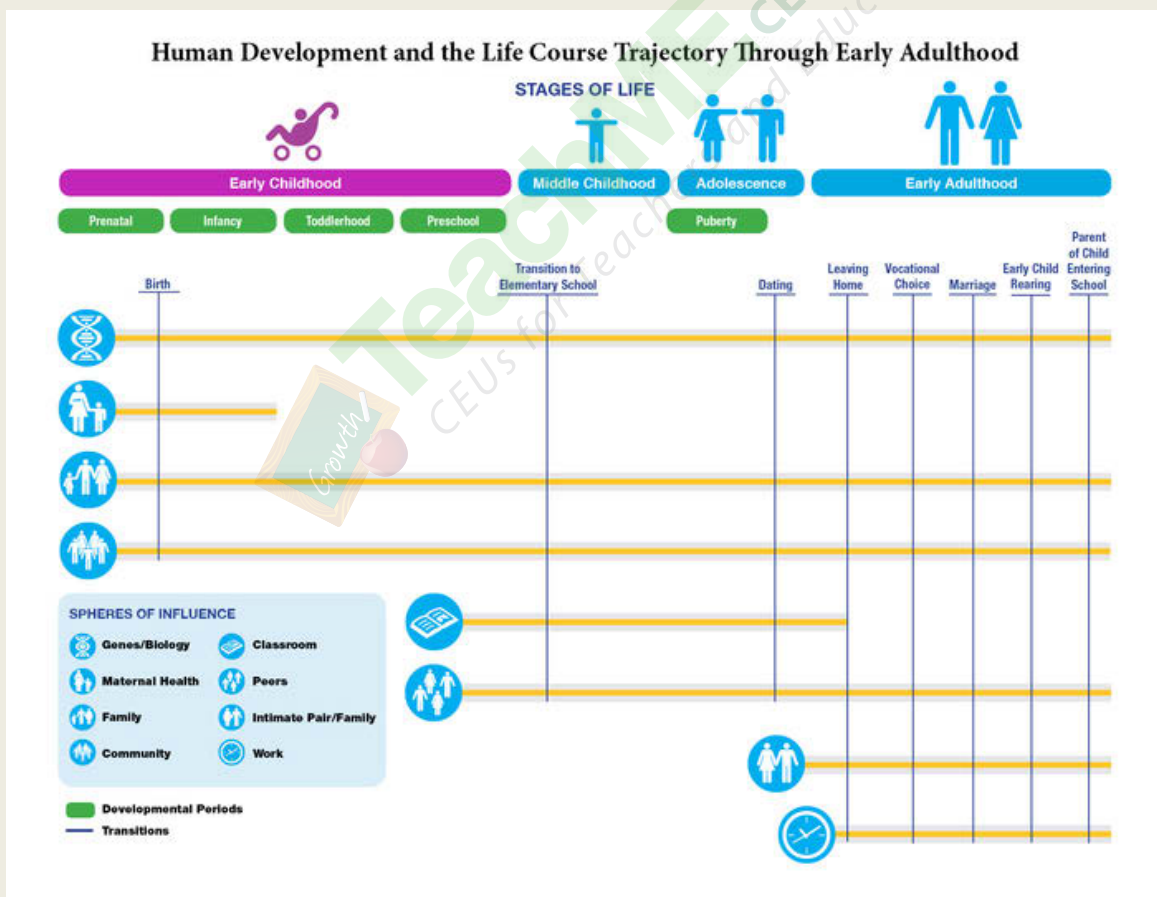 Human Development and the Life Course Trajectory Through Early Adulthood
STAGES OF LIFE
Early Childhood
Middle Childhood
Adolescence
Early Adulthood
Prenatal
Infancy
Toddlerhood
Preschool
Puberty
Birth
Transition to
Elementary School
Dating
Leaving
Home
Vocational
Choice
Marriage
Early Child
Rearing
Parent
of Child
Entering
School
SPHERES OF INFLUENCE
Genes/Biology
Classroom
Maternal Health
Peers
Family
Intimate Pair/Family
Community
Work
Developmental Periods
Transitions
Growth!
TeachME
CEUs for Teachers and